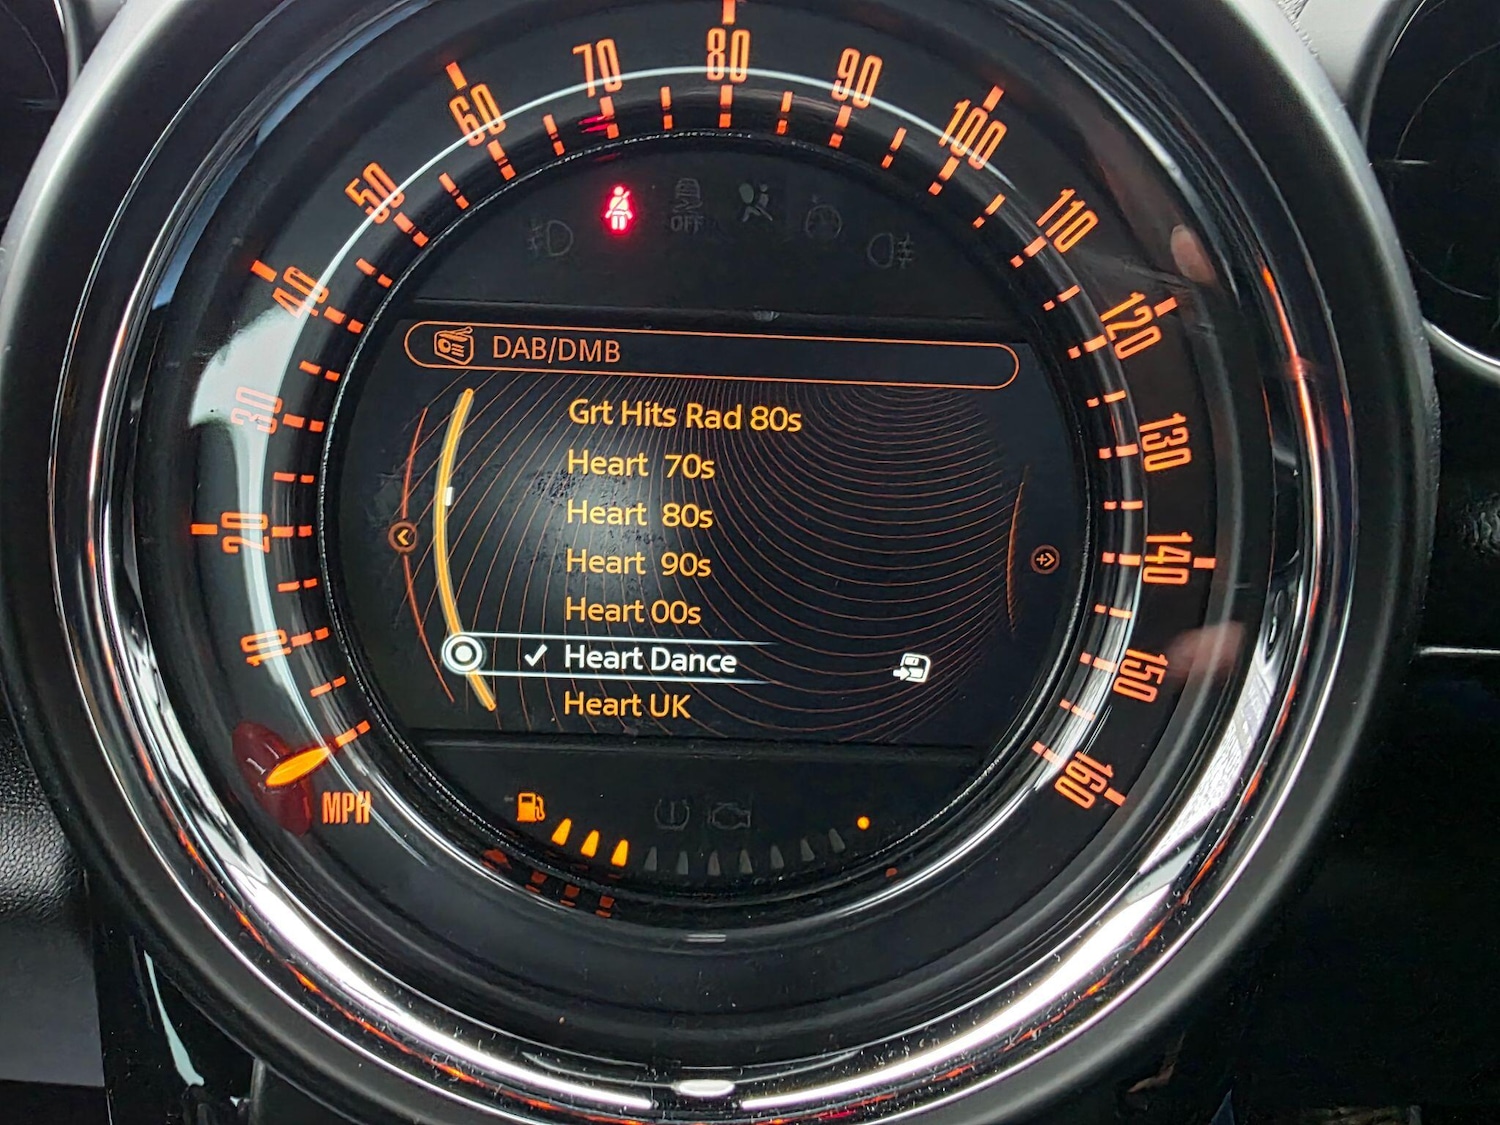 10
20
30
40
50
60
70
80
90
100
110
120
130
140
150
160
MPH
OFF
DAB/DMB
Grt Hits Rad 80s
Heart 70s
Heart 80s
Heart 90s
Heart 00s
Heart Dance
Heart UK